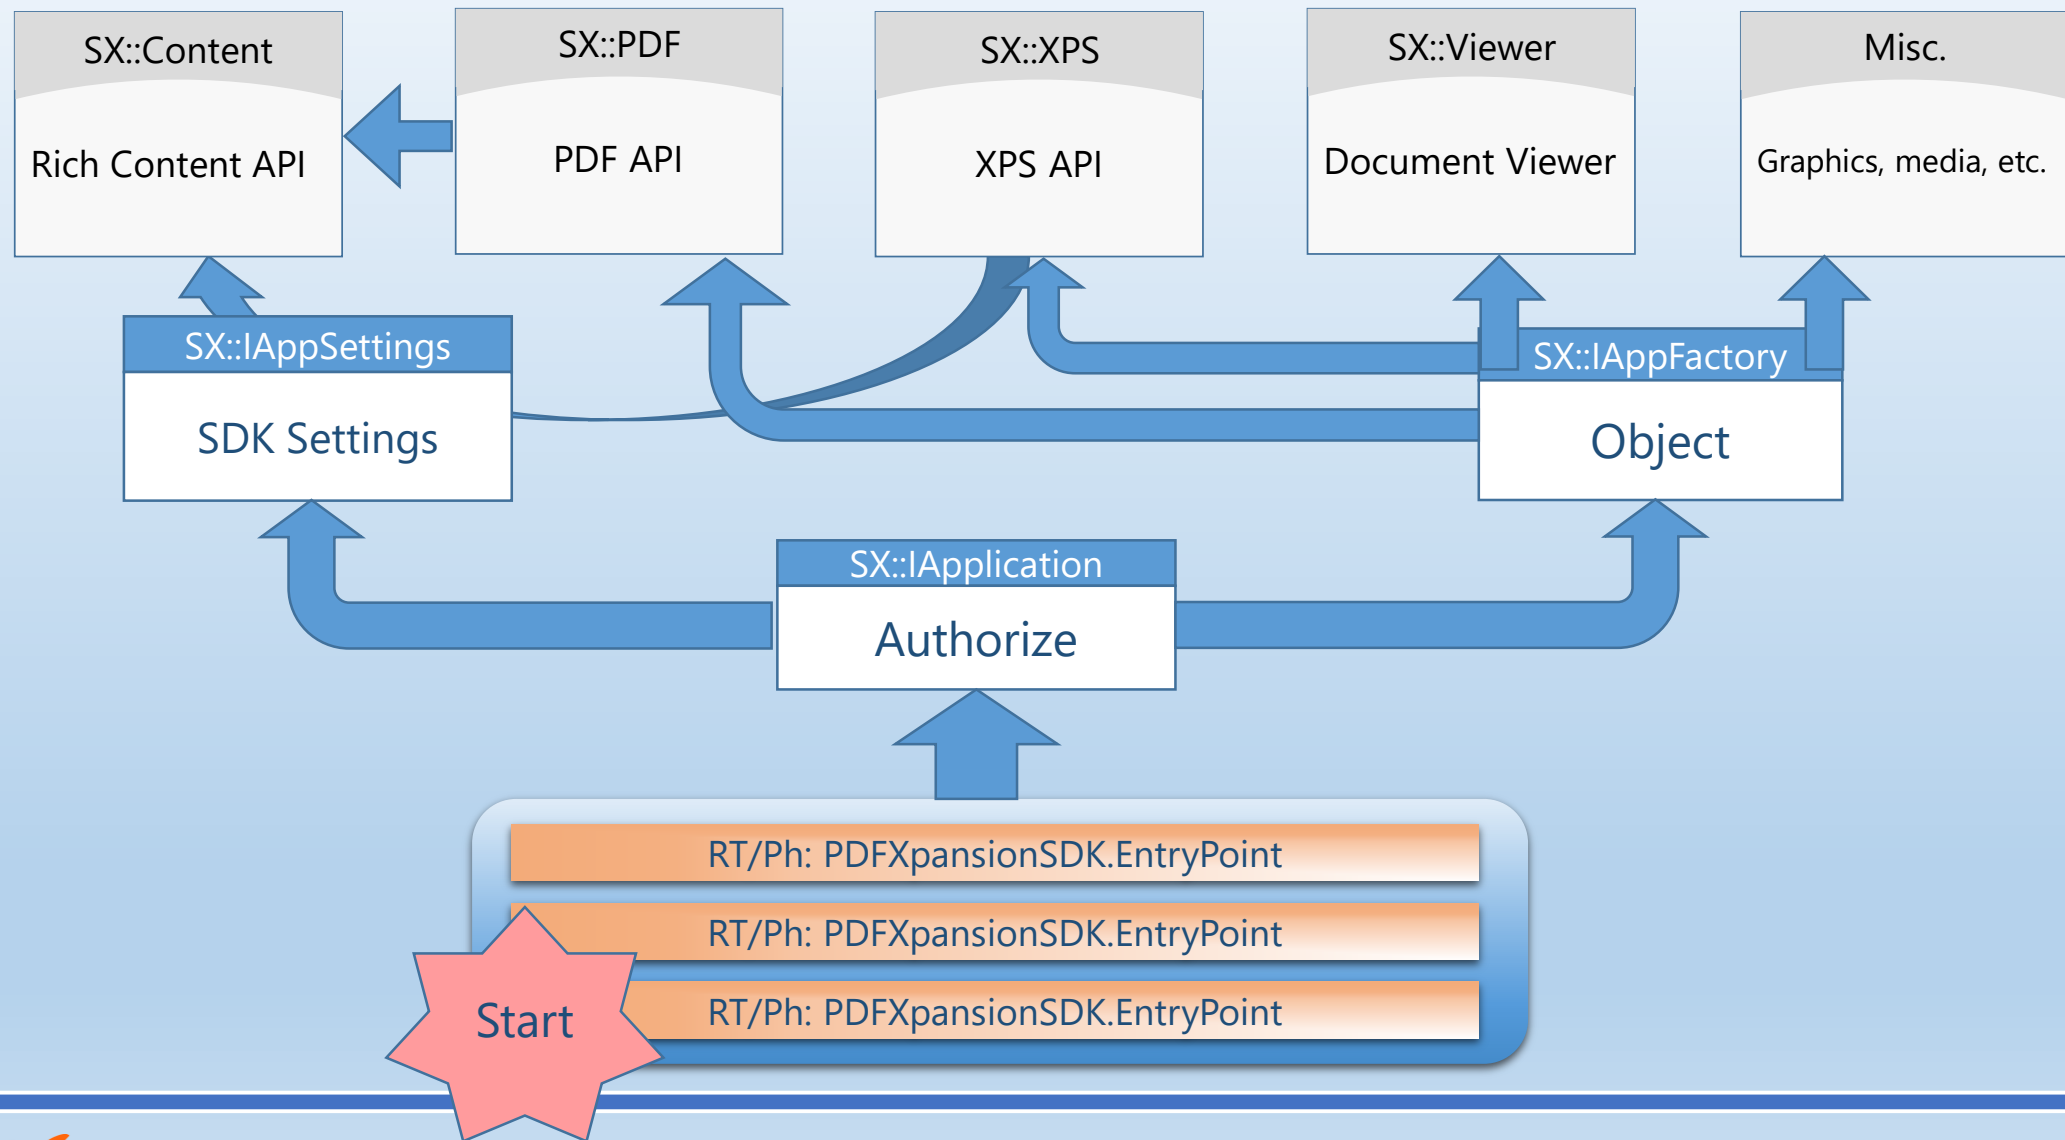 SX::Content
Rich Content API
SX::PDF
PDF API
SX::XPS
XPS API
SX::Viewer
Document Viewer
Misc.
Graphics, media, etc.
SX::IAppSettings
SDK Settings
SX::IAppFactory
Object
SX::IApplication
Authorize
RT/Ph: PDFXpansionSDK.EntryPoint
RT/Ph: PDFXpansionSDK.EntryPoint
RT/Ph: PDFXpansionSDK.EntryPoint
Start